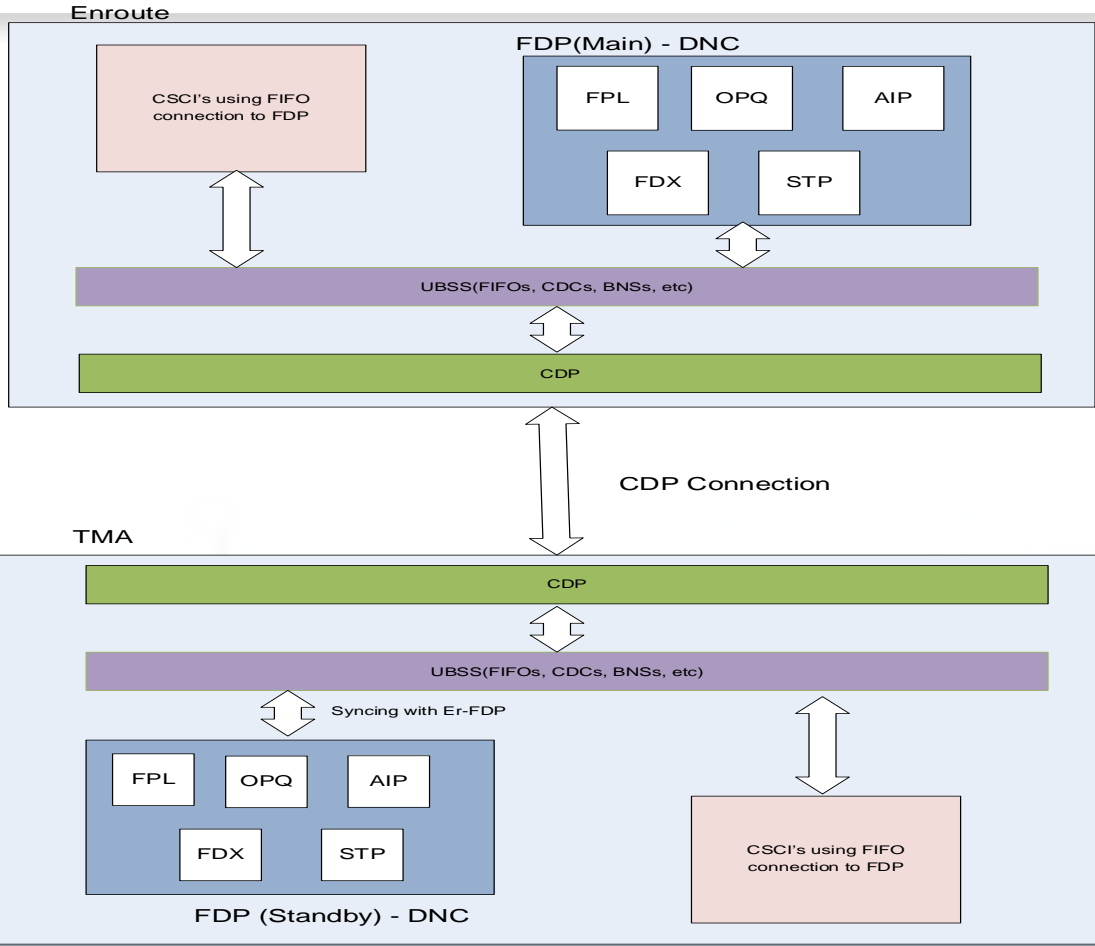 Enroute
FDP(Main) - DNC
CSCI's using FIFO
connection to FDP
FPL
OPQ
AIP
FDX
STP
UBSS(FIFOs, CDCs, BNSs, etc)
CDP
CDP Connection
TMA
CDP
UBSS(FIFOs, CDCs, BNSs, etc)
Syncing with Er-FDP
FPL
OPQ
AIP
FDX
STP
FDP (Standby) - DNC
CSCI's using FIFO
connection to FDP